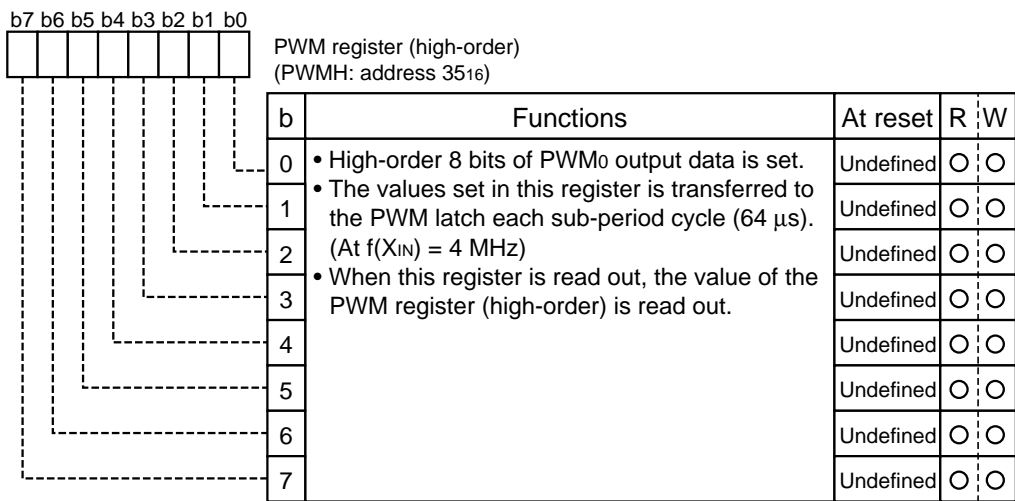 b7 b6 b5 b4 b3 b2 b1 b0
PWM register (high-order)
(PWMH: address 3516)
b Functions At reset R W
0 • High-order 8 bits of PWM0 output data is set. Undefined ○ ○
• The values set in this register is transferred to
1 the PWM latch each sub-period cycle (64 μs). Undefined ○ ○
2 (At f(XIN) = 4 MHz) Undefined ○ ○
• When this register is read out, the value of the
3 PWM register (high-order) is read out. Undefined ○ ○
4 Undefined ○ ○
5 Undefined ○ ○
6 Undefined ○ ○
7 Undefined ○ ○